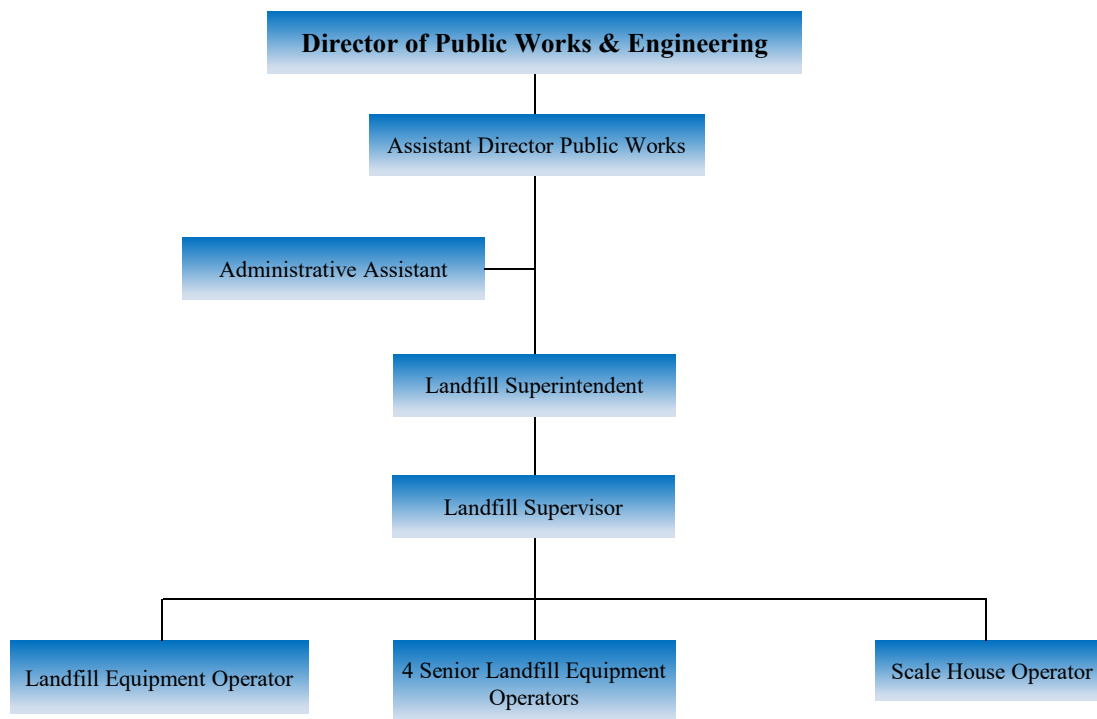 Director of Public Works & Engineering
Assistant Director Public Works
Administrative Assistant
Landfill Superintendent
Landfill Supervisor
Landfill Equipment Operator
4 Senior Landfill Equipment
Operators
Scale House Operator